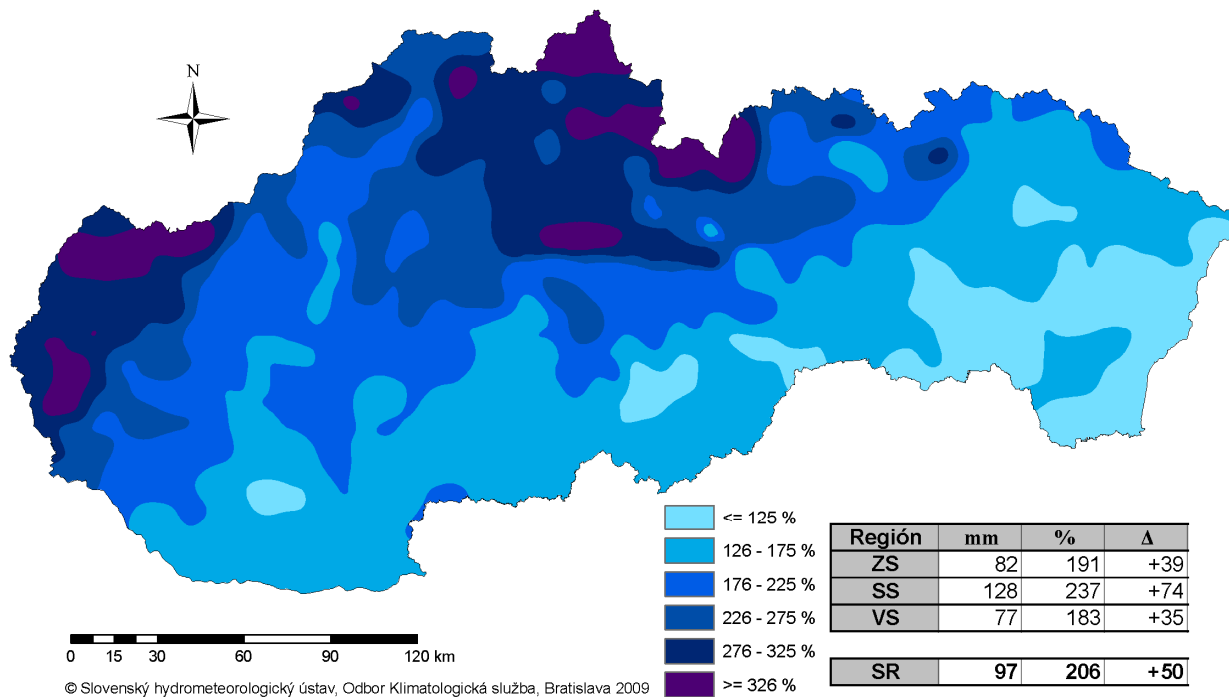 N
<= 125 %
126 - 175 %
176 - 225 %
226 - 275 %
276 - 325 %
>= 326 %
Región mm % Δ
ZS 82 191 +39
SS 128 237 +74
VS 77 183 +35
SR 97 206 +50
0 15 30 60 90 120 km
© Slovenský hydrometeorologický ústav, Odbor Klimatologická služba, Bratislava 2009